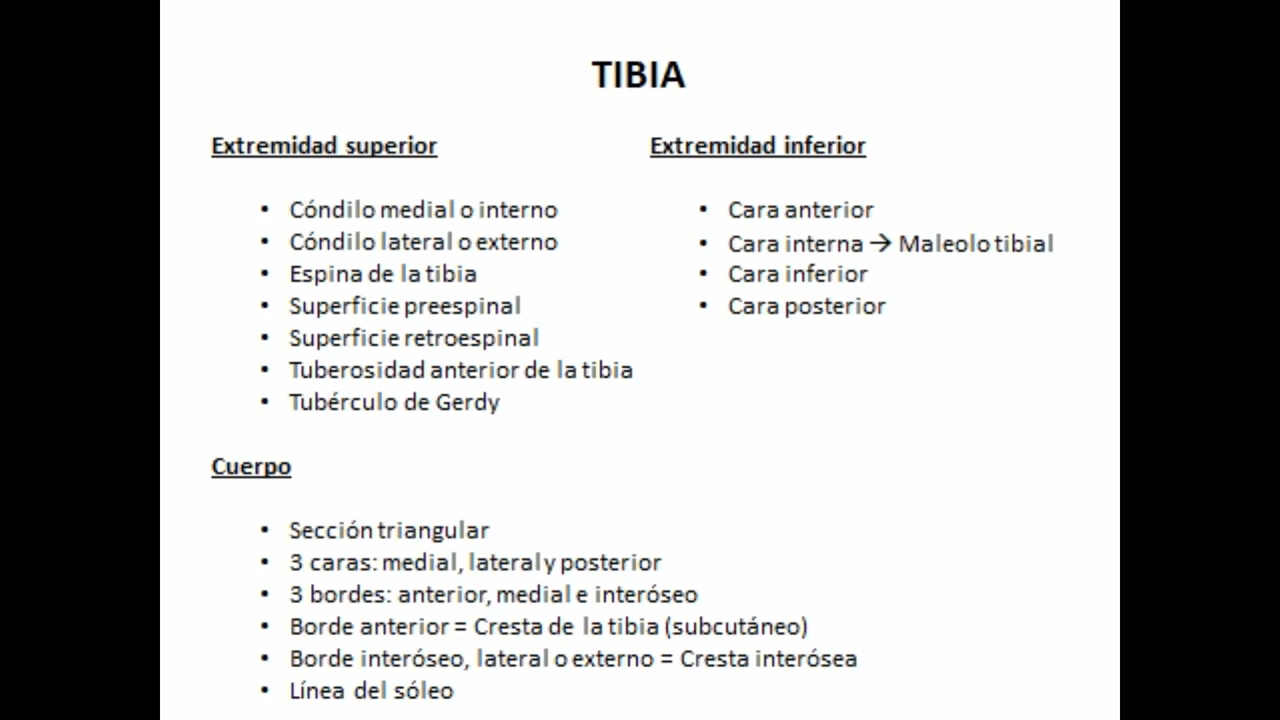 TIBIA
Extremidad superior
• Cóndilo medial o interno
• Cóndilo lateral o externo
• Espina de la tibia
• Superficie preespinal
• Superficie retroespinal
• Tuberosidad anterior de la tibia
• Tubérculo de Gerdy
Extremidad inferior
• Cara anterior
• Cara interna → Maleolo tibial
• Cara inferior
• Cara posterior
Cuerpo
• Sección triangular
• 3 caras: medial, lateral y posterior
• 3 bordes: anterior, medial e interóseo
• Borde anterior = Cresta de la tibia (subcutáneo)
• Borde interóseo, lateral o externo = Cresta interósea
• Línea del sóleo